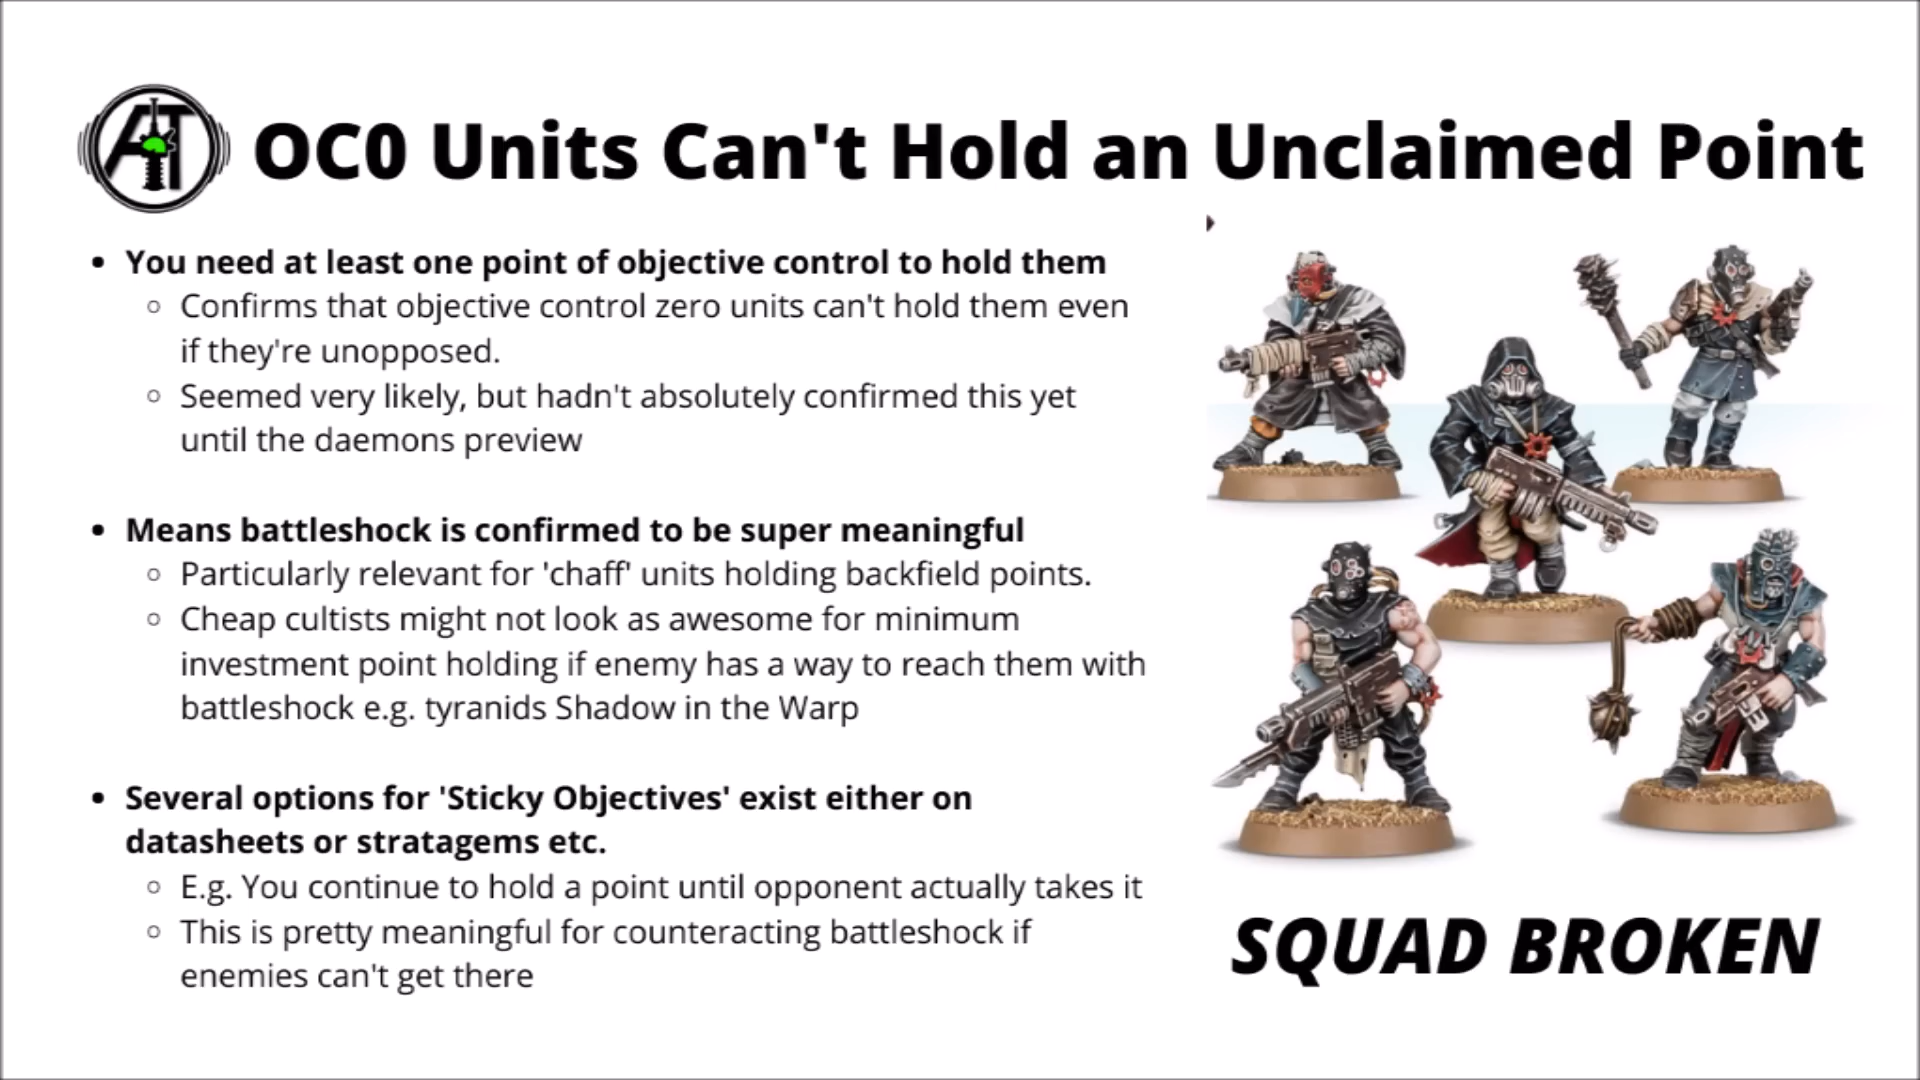 AT
OC0 Units Can't Hold an Unclaimed Point
• You need at least one point of objective control to hold them
○ Confirms that objective control zero units can't hold them even
if they're unopposed.
○ Seemed very likely, but hadn't absolutely confirmed this yet
until the daemons preview
• Means battleshock is confirmed to be super meaningful
○ Particularly relevant for 'chaff' units holding backfield points.
○ Cheap cultists might not look as awesome for minimum
investment point holding if enemy has a way to reach them with
battleshock e.g. tyranids Shadow in the Warp
• Several options for 'Sticky Objectives' exist either on
datasheets or stratagems etc.
○ E.g. You continue to hold a point until opponent actually takes it
○ This is pretty meaningful for counteracting battleshock if
enemies can't get there
SQUAD BROKEN